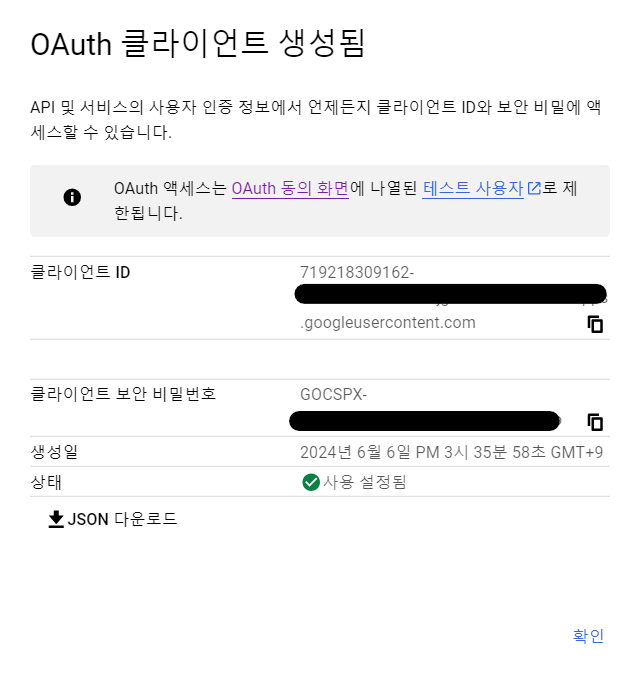 OAuth 클라이언트 생성됨
API 및 서비스의 사용자 인증 정보에서 언제든지 클라이언트 ID와 보안 비밀에 액
세스할 수 있습니다.
OAuth 액세스는 OAuth 동의 화면에 나열된 테스트 사용자로 제
한됩니다.
클라이언트 ID 719218309162-
.googleusercontent.com
클라이언트 보안 비밀번호 GOCSPX-
생성일 2024년 6월 6일 PM 3시 35분 58초 GMT+9
상태 사용 설정됨
JSON 다운로드
확인